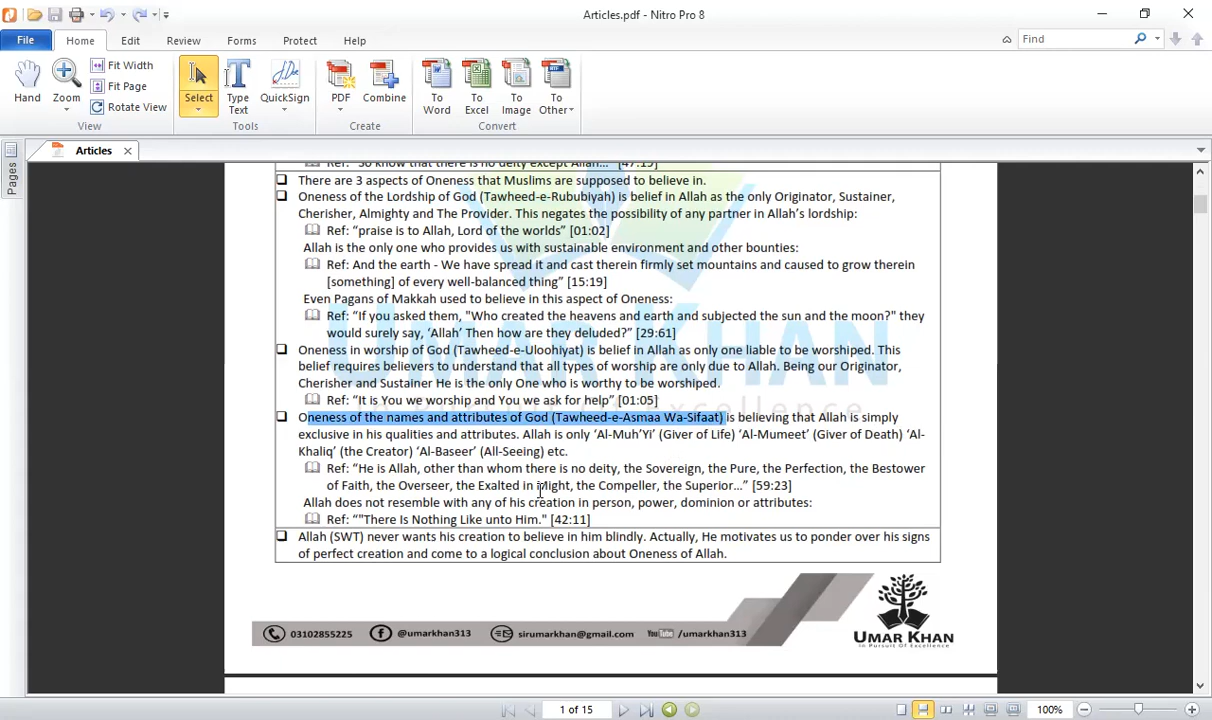 Articles.pdf - Nitro Pro 8
File Home Edit Review Forms Protect Help Find
Hand Zoom Fit Width Fit Page Rotate View Select Type Text QuickSign PDF Combine To Word To Excel To Image To Other
View Tools Create Convert
Articles
Pages
Ref: "So know that there is no deity except Allah..." [47:19]
There are 3 aspects of Oneness that Muslims are supposed to believe in.
Oneness of the Lordship of God (Tawheed-e-Rububiyah) is belief in Allah as the only Originator, Sustainer,
Cherisher, Almighty and The Provider. This negates the possibility of any partner in Allah's lordship:
Ref: “praise is to Allah, Lord of the worlds” [01:02]
Allah is the only one who provides us with sustainable environment and other bounties:
Ref: And the earth - We have spread it and cast therein firmly set mountains and caused to grow therein
[something] of every well-balanced thing” [15:19]
Even Pagans of Makkah used to believe in this aspect of Oneness:
Ref: “If you asked them, "Who created the heavens and earth and subjected the sun and the moon?" they
would surely say, ‘Allah’ Then how are they deluded?” [29:61]
Oneness in worship of God (Tawheed-e-Uloohiyat) is belief in Allah as only one liable to be worshiped. This
belief requires believers to understand that all types of worship are only due to Allah. Being our Originator,
Cherisher and Sustainer He is the only One who is worthy to be worshiped.
Ref: “It is You we worship and You we ask for help” [01:05]
Oneness of the names and attributes of God (Tawheed-e-Asmaa Wa-Sifaat) is believing that Allah is simply
exclusive in his qualities and attributes. Allah is only ‘Al-Muh’Yi’ (Giver of Life) ‘Al-Mumeet’ (Giver of Death) ‘Al-
Khaliq’ (the Creator) ‘Al-Baseer’ (All-Seeing) etc.
Ref: “He is Allah, other than whom there is no deity, the Sovereign, the Pure, the Perfection, the Bestower
of Faith, the Overseer, the Exalted in Might, the Compeller, the Superior…” [59:23]
Allah does not resemble with any of his creation in person, power, dominion or attributes:
Ref: “"There Is Nothing Like unto Him." [42:11]
Allah (SWT) never wants his creation to believe in him blindly. Actually, He motivates us to ponder over his signs
of perfect creation and come to a logical conclusion about Oneness of Allah.
UMAR KHAN
03102855225 @umarkhan313 sirumarkhan@gmail.com You Tube /umarkhan313
UMAR KHAN
In Pursuit Of Excellence
1 of 15 100%